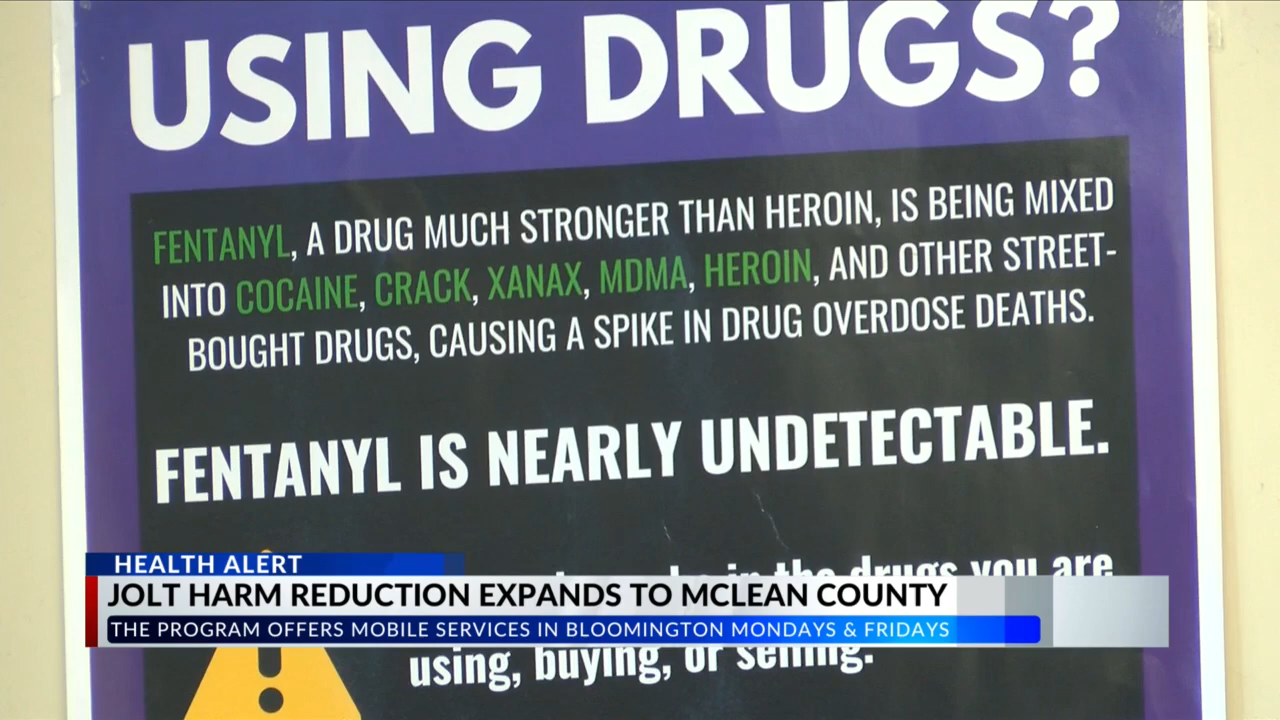 USING DRUGS?
FENTANYL, A DRUG MUCH STRONGER THAN HEROIN, IS BEING MIXED
INTO COCAINE, CRACK, XANAX, MDMA, HEROIN, AND OTHER STREET-
BOUGHT DRUGS, CAUSING A SPIKE IN DRUG OVERDOSE DEATHS.
FENTANYL IS NEARLY UNDETECTABLE.
in the drugs you are
using, buying, or selling.
HEALTH ALERT
JOLT HARM REDUCTION EXPANDS TO MCLEAN COUNTY
THE PROGRAM OFFERS MOBILE SERVICES IN BLOOMINGTON MONDAYS & FRIDAYS